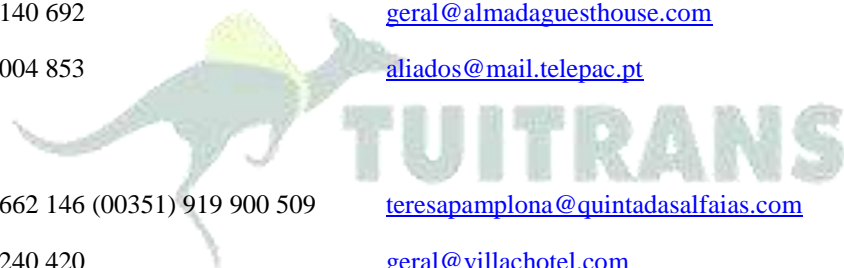 140 692 geral@almadaguesthouse.com
004 853 aliados@mail.telepac.pt
TUITRANS
662 146 (00351) 919 900 509 teresapamplona@quintadasalfaias.com
240 420 geral@villachotel.com